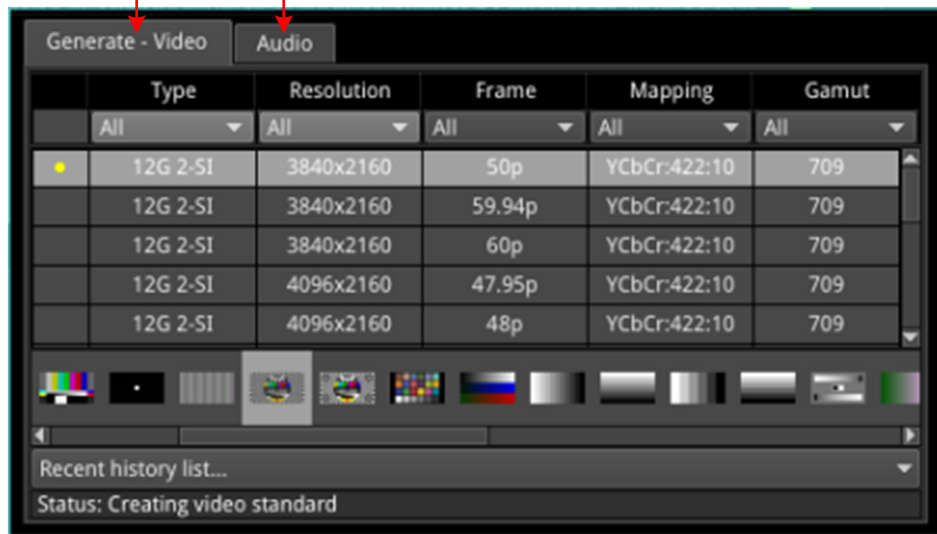 Generate - Video Audio
Type Resolution Frame Mapping Gamut
All All All All All
12G 2-SI 3840x2160 50p YCbCr:422:10 709
12G 2-SI 3840x2160 59.94p YCbCr:422:10 709
12G 2-SI 3840x2160 60p YCbCr:422:10 709
12G 2-SI 4096x2160 47.95p YCbCr:422:10 709
12G 2-SI 4096x2160 48p YCbCr:422:10 709
Recent history list...
Status: Creating video standard